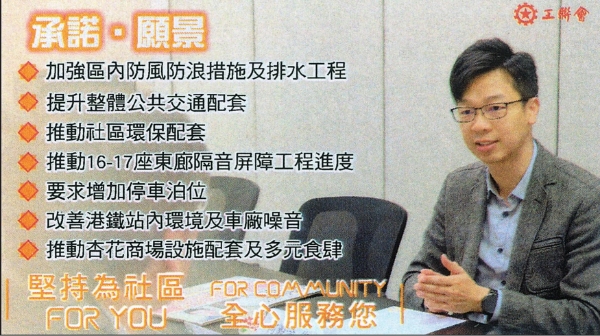 工聯會
承諾・願景
加強區內防風防浪措施及排水工程
提升整體公共交通配套
推動社區環保配套
推動16-17座東廊隔音屏障工程進度
要求增加停車泊位
改善港鐵站內環境及車廠噪音
推動杏花商場設施配套及多元食肆
堅持為社區 FOR COMMUNITY
FOR YOU 全心服務您